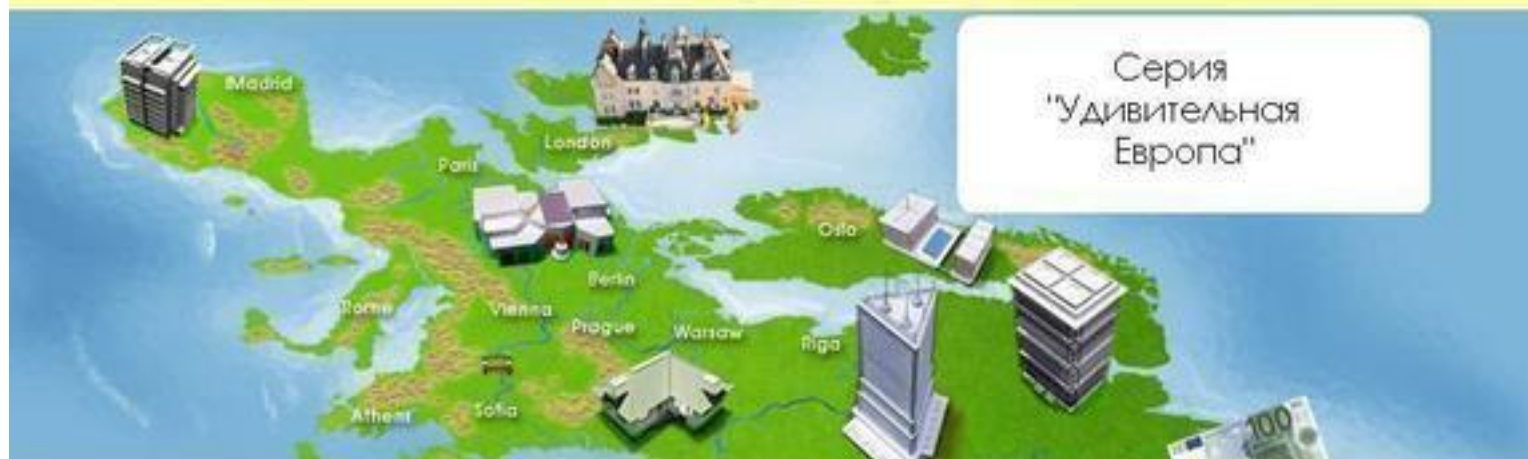 Серия
"Удивительная
Европа"
Madrid
London
Paris
Oslo
Berlin
Rome
Vienna
Prague
Warsaw
Riga
Athens
Sofia
100